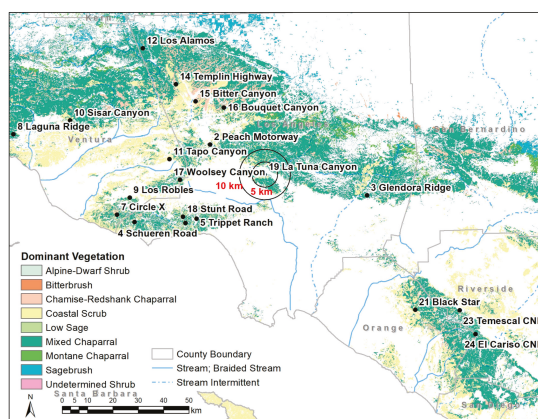 Kern
12 Los Alamos
14 Templin Highway
15 Bitter Canyon
16 Bouquet Canyon
10 Sisar Canyon
8 Laguna Ridge
Ventura
San Bernardino
2 Peach Motorway
11 Tapo Canyon
19 La Tuna Canyon
17 Woolsey Canyon
10 km
5 km
3 Glendora Ridge
9 Los Robles
7 Circle X
18 Stunt Road
4 Schueren Road
5 Trippet Ranch
Riverside
21 Black Star
23 Temescal CNF
Orange
24 El Cariso CNF
San Diego
Dominant Vegetation
Alpine-Dwarf Shrub
Bitterbrush
Chamise-Redshank Chaparral
Coastal Scrub
Low Sage
Mixed Chaparral
Montane Chaparral
Sagebrush
Undetermined Shrub
County Boundary
Stream; Braided Stream
Stream Intermittent
Santa Barbara
0 5 10 20 30 40 50
km